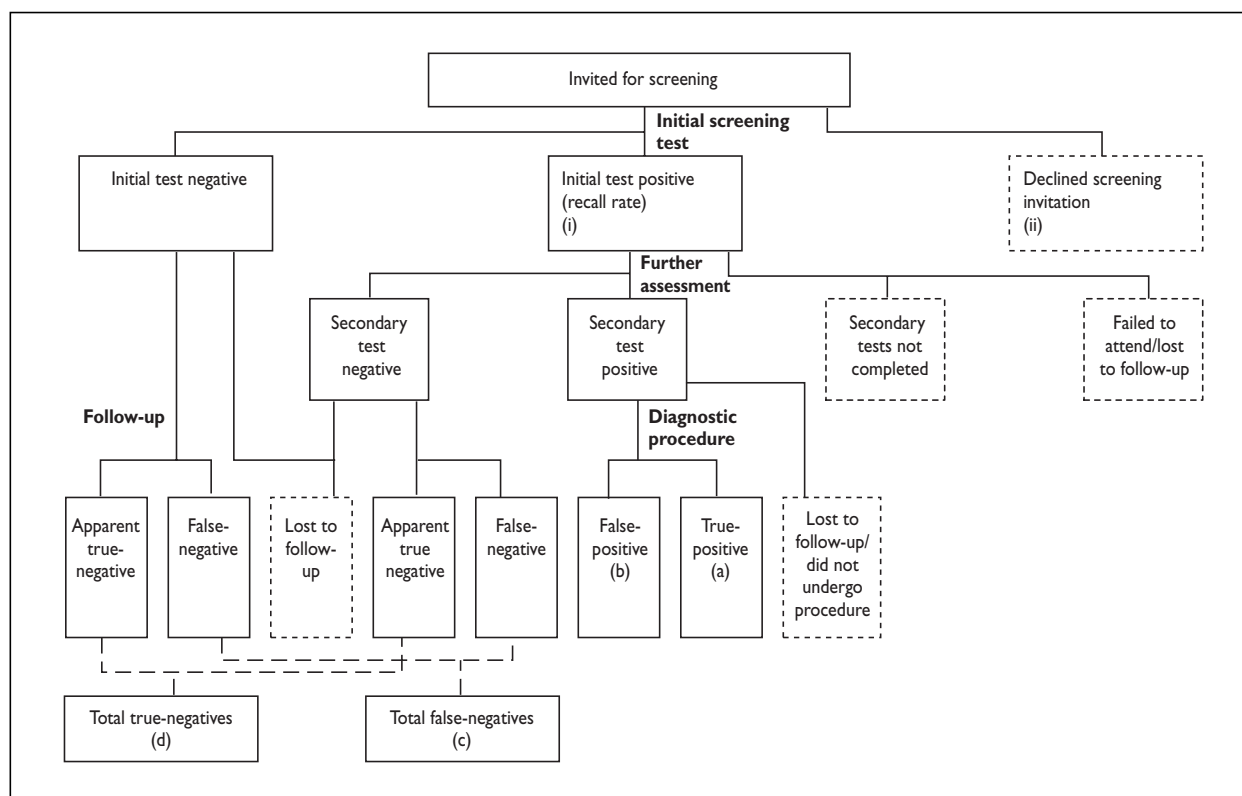 Invited for screening
Initial screening
test
Initial test negative
Initial test positive
(recall rate)
(i)
Declined screening
invitation
(ii)
Further
assessment
Secondary
test
negative
Secondary
test
positive
Secondary
tests not
completed
Failed to
attend/lost
to follow-up
Follow-up
Diagnostic
procedure
Apparent
true-
negative
False-
negative
Lost to
follow-
up
Apparent
true
negative
False-
negative
False-
positive
(b)
True-
positive
(a)
Lost to
follow-up/
did not
undergo
procedure
Total true-negatives
(d)
Total false-negatives
(c)